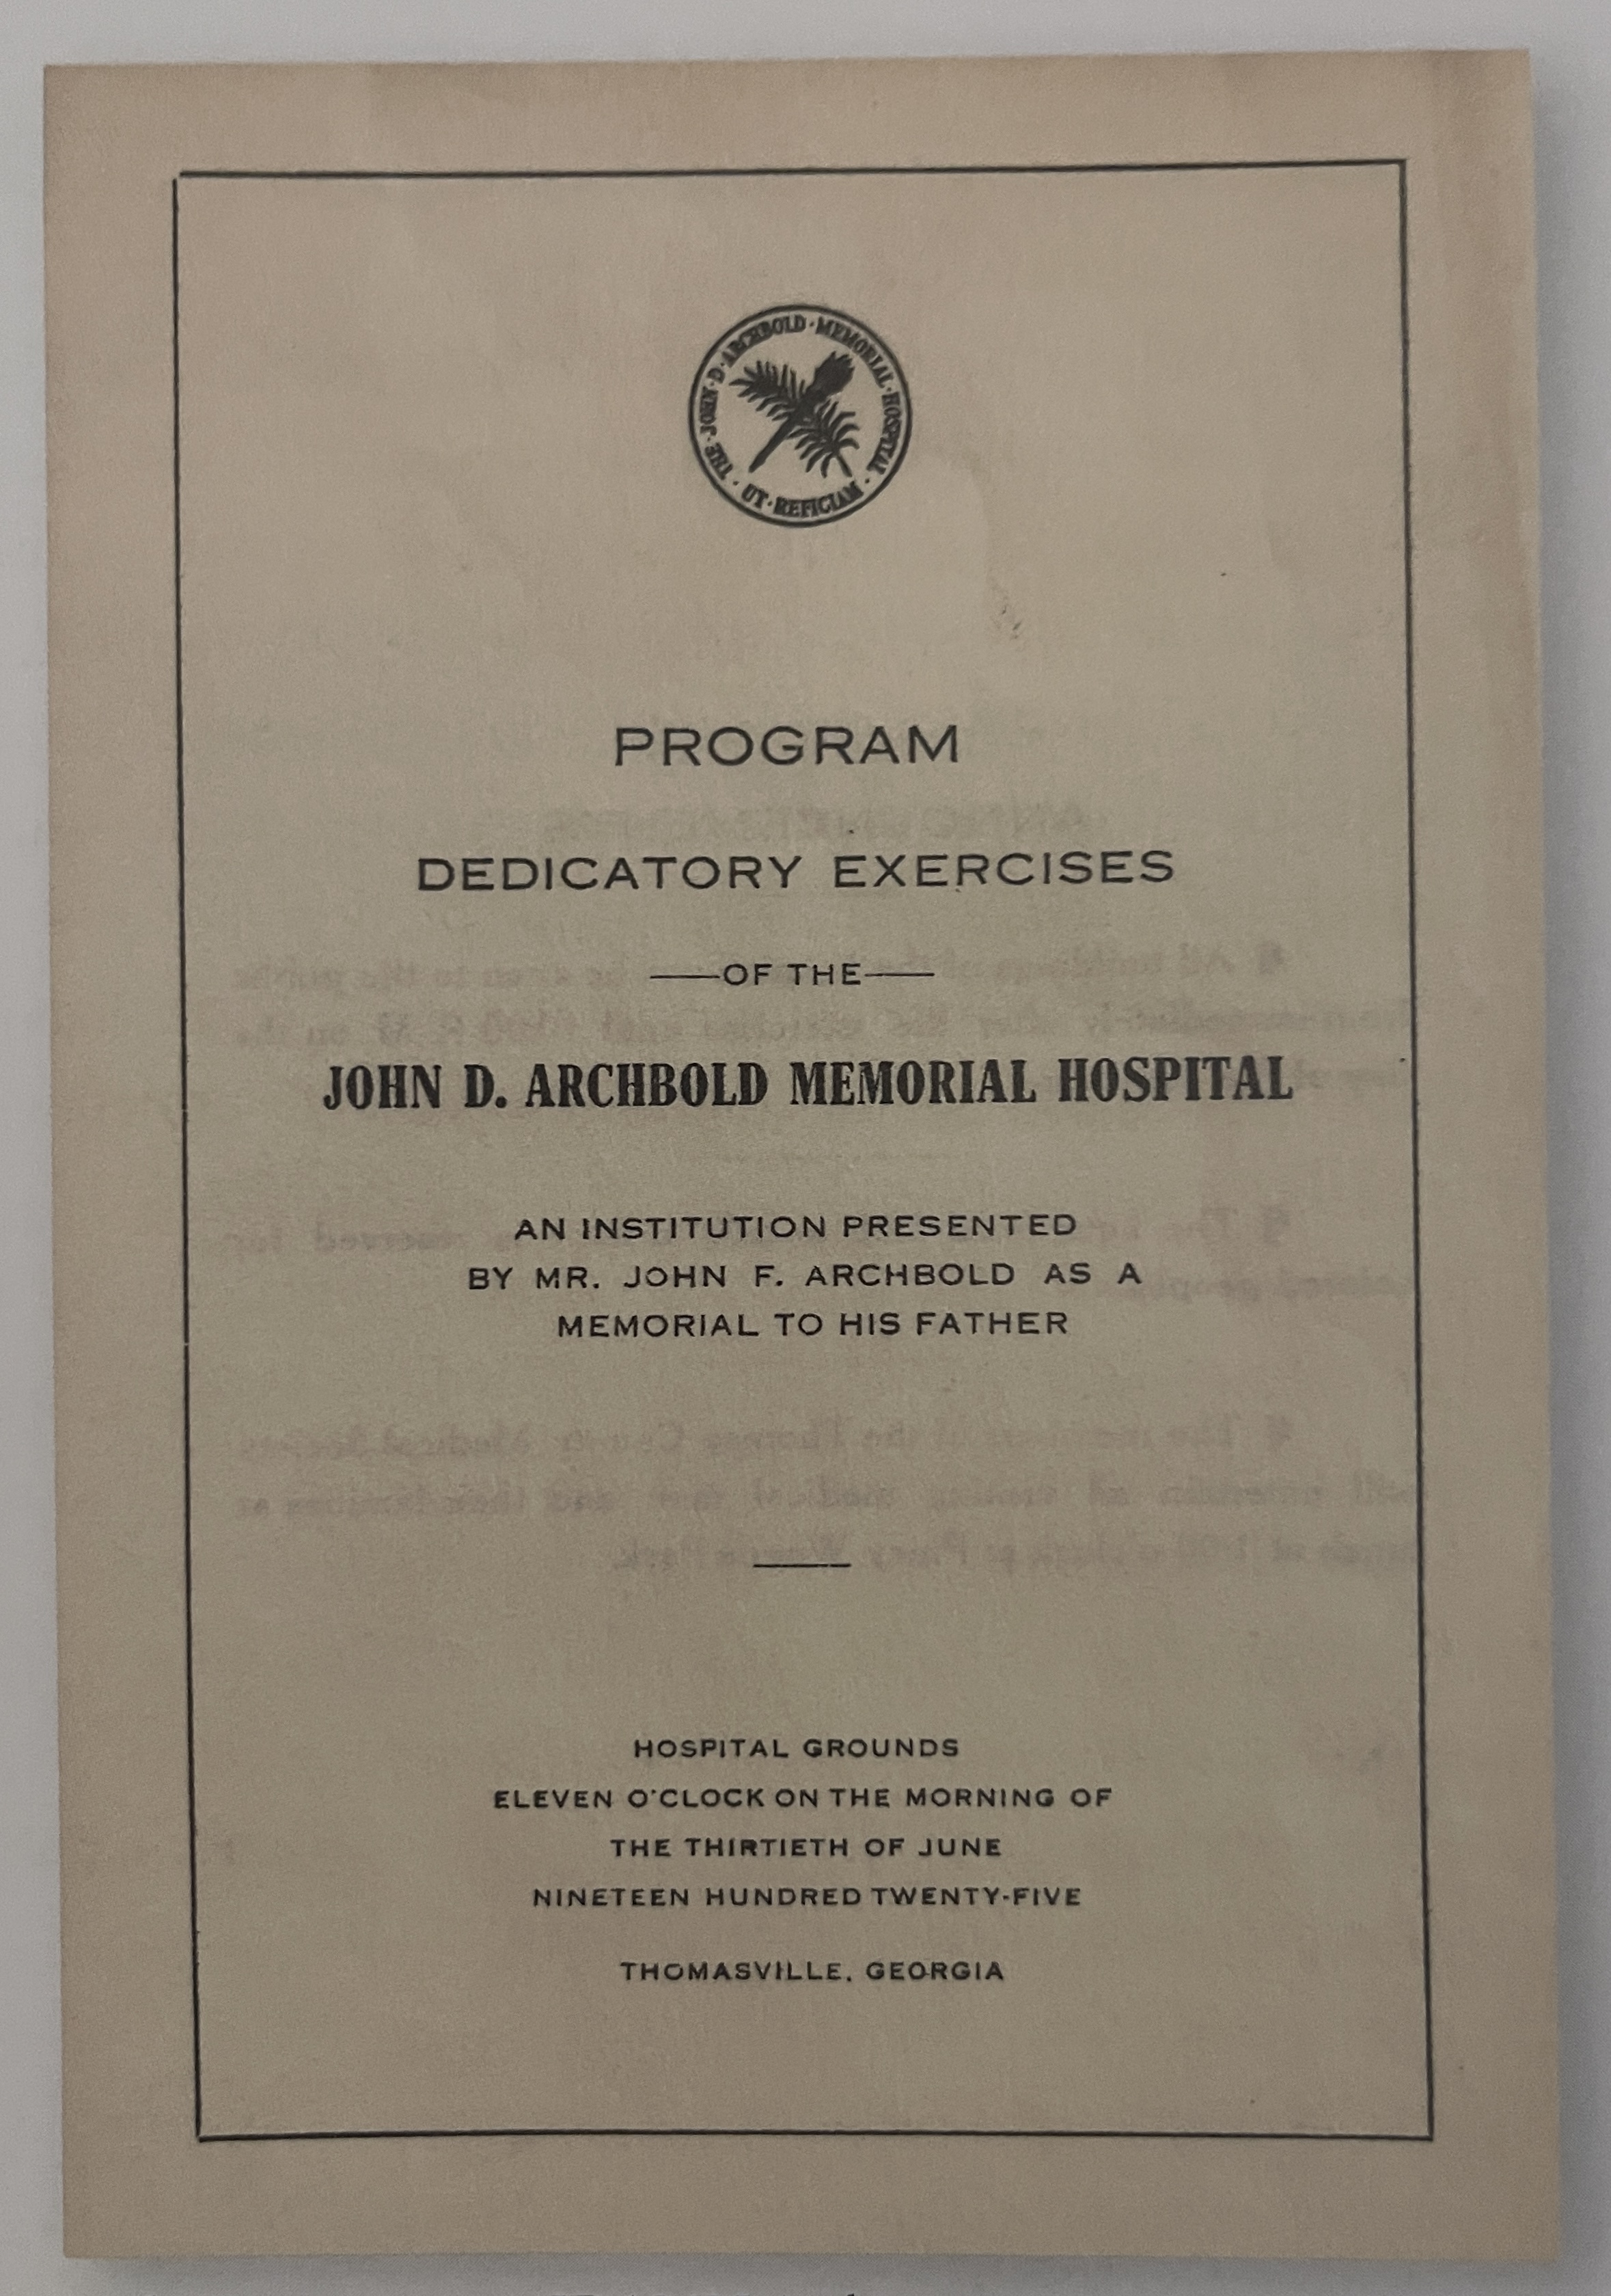 THE · JOHN · D · ARCHBOLD · MEMORIAL · HOSPITAL ·
UT · REFICIAM
PROGRAM
DEDICATORY EXERCISES
—OF THE—
JOHN D. ARCHBOLD MEMORIAL HOSPITAL
AN INSTITUTION PRESENTED
BY MR. JOHN F. ARCHBOLD AS A
MEMORIAL TO HIS FATHER
HOSPITAL GROUNDS
ELEVEN O'CLOCK ON THE MORNING OF
THE THIRTIETH OF JUNE
NINETEEN HUNDRED TWENTY-FIVE
THOMASVILLE, GEORGIA